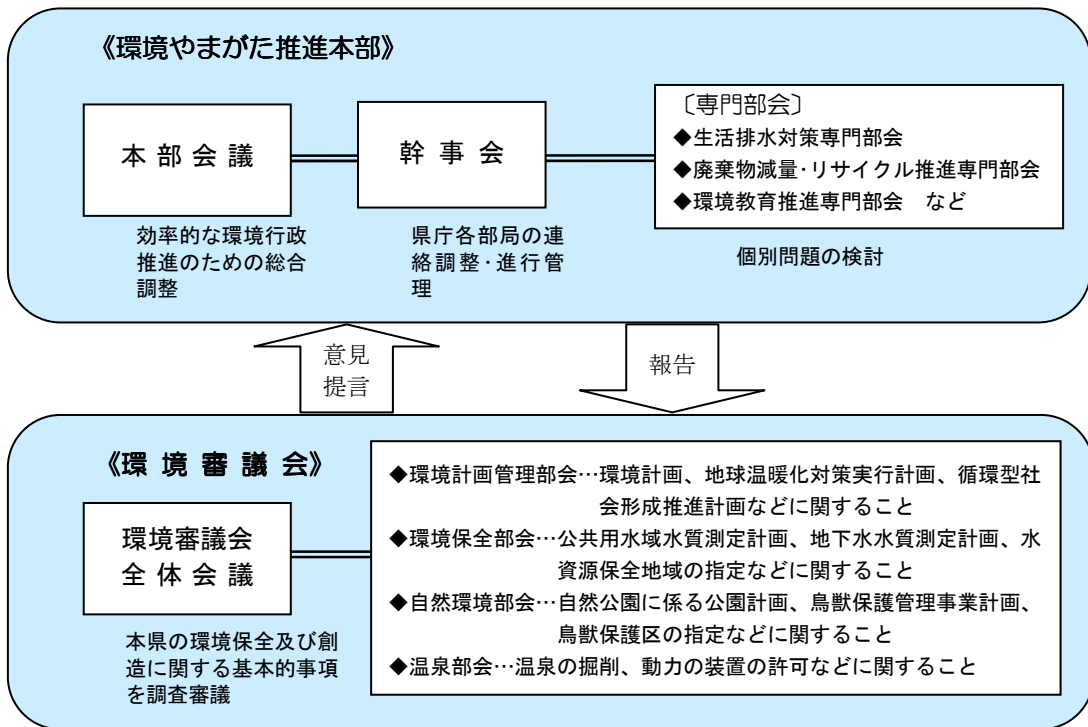 《環境やまがた推進本部》
本部会議
幹事会
〔専門部会〕
◆生活排水対策専門部会
◆廃棄物減量・リサイクル推進専門部会
◆環境教育推進専門部会 など
効率的な環境行政
推進のための総合
調整
県庁各部局の連
絡調整・進行管
理
個別問題の検討
意見
提言
報告
《環境審議会》
環境審議会
全体会議
本県の環境保全及び創
造に関する基本的事項
を調査審議
◆環境計画管理部会…環境計画、地球温暖化対策実行計画、循環型社
会形成推進計画などに関すること
◆環境保全部会…公共用水域水質測定計画、地下水水質測定計画、水
資源保全地域の指定などに関すること
◆自然環境部会…自然公園に係る公園計画、鳥獣保護管理事業計画、
鳥獣保護区の指定などに関すること
◆温泉部会…温泉の掘削、動力の装置の許可などに関すること